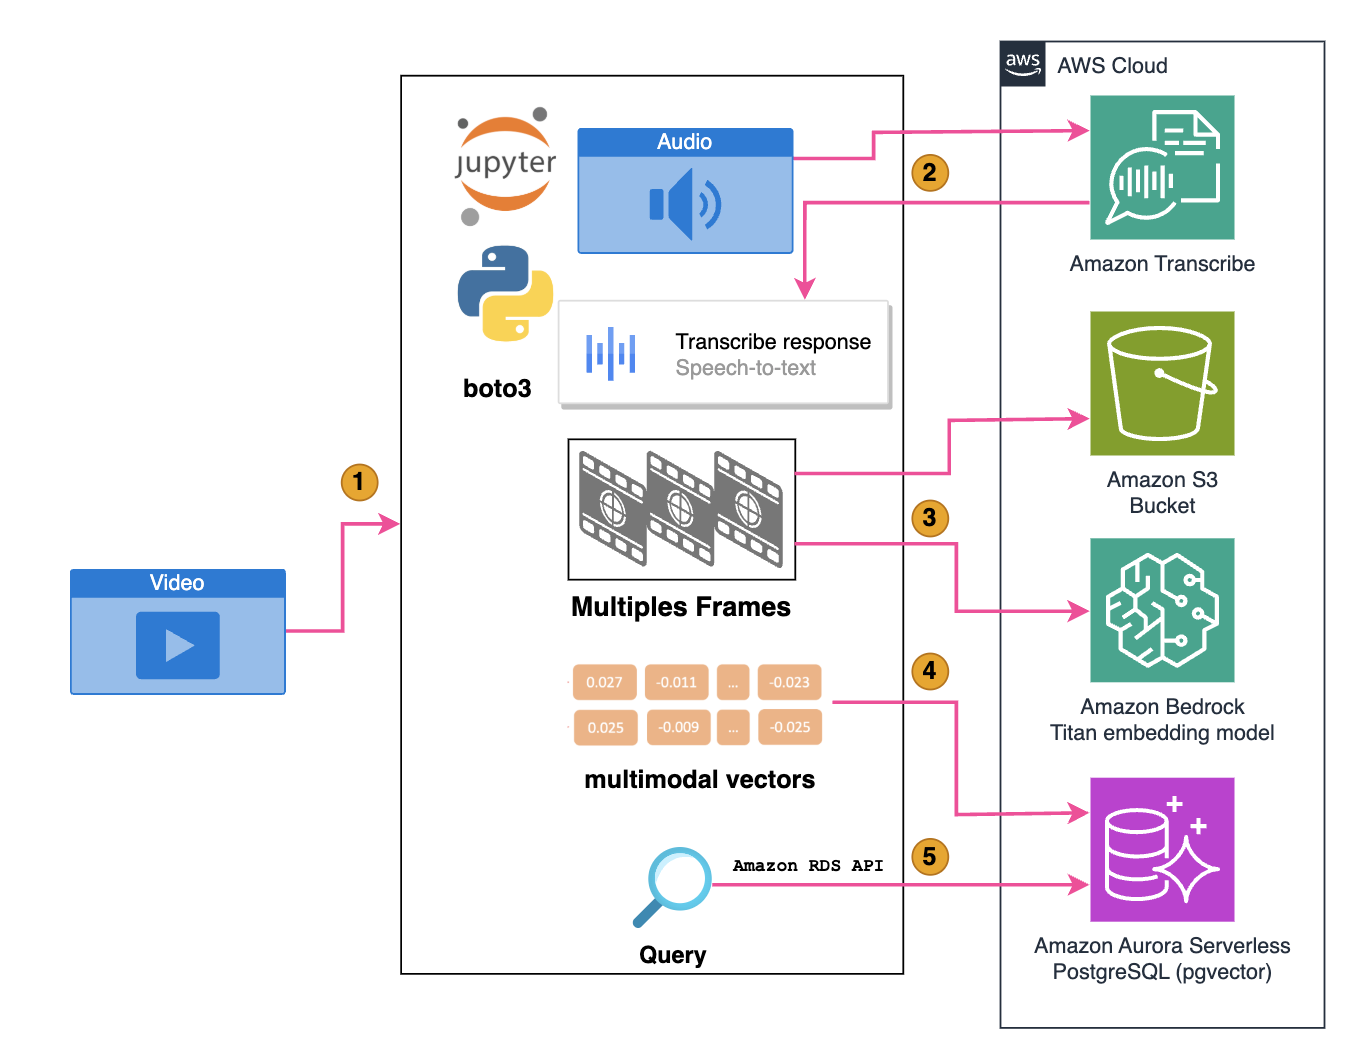 aws
AWS Cloud
jupyter
Audio
2
Amazon Transcribe
boto3
Transcribe response
Speech-to-text
1
Amazon S3
Bucket
3
Video
Multiples Frames
Amazon Bedrock
Titan embedding model
4
0.027 -0.011 ... -0.023
0.025 -0.009 ... -0.025
multimodal vectors
5
Amazon RDS API
Query
Amazon Aurora Serverless
PostgreSQL (pgvector)